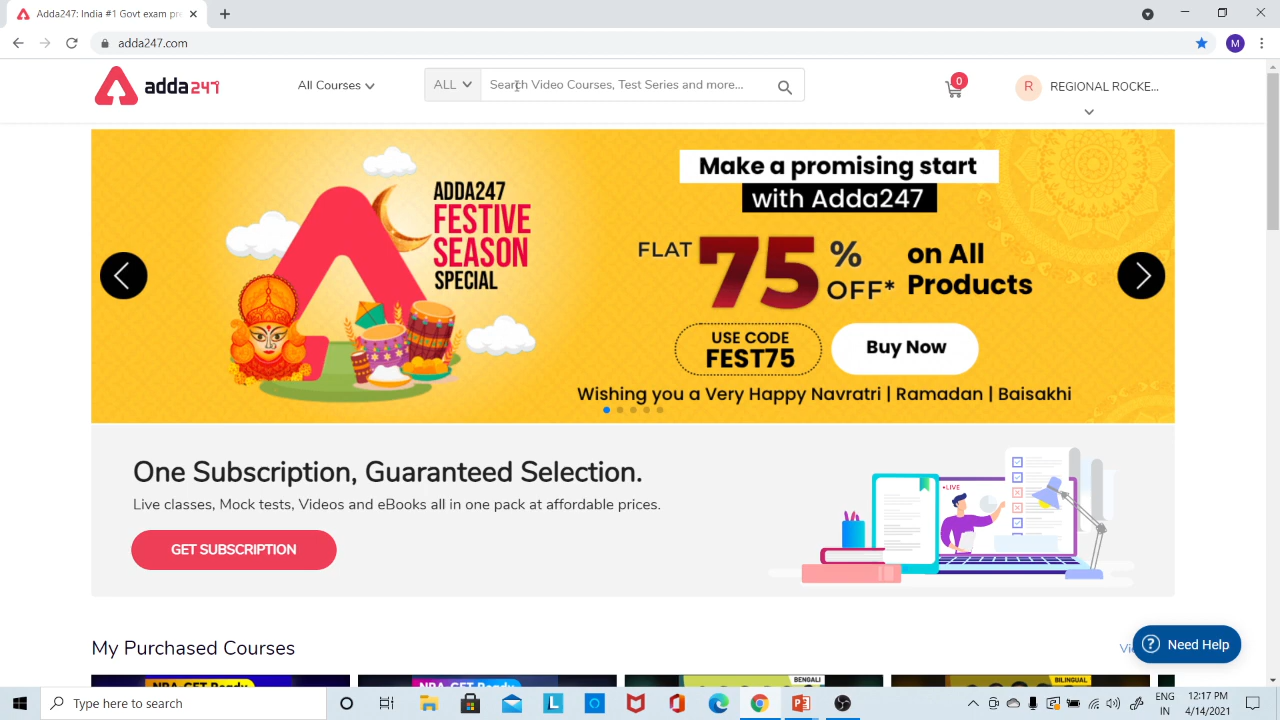 Adda247: India #1 Govt exam pre
adda247.com
M
adda247
All Courses
ALL
Search Video Courses, Test Series and more...
0
R
REGIONAL ROCKE...
ADDA247
FESTIVE
SEASON
SPECIAL
Make a promising start
with Adda247
FLAT 75% OFF* on All Products
USE CODE
FEST75
Buy Now
Wishing you a Very Happy Navratri | Ramadan | Baisakhi
One Subscription, Guaranteed Selection.
Live classes, Mock tests, Videos and eBooks all in one pack at affordable prices.
GET SUBSCRIPTION
LIVE
My Purchased Courses
Need Help
BENGALI
BILINGUAL
Type here to search
ENG
IN
12:17 PM
4/14/2021